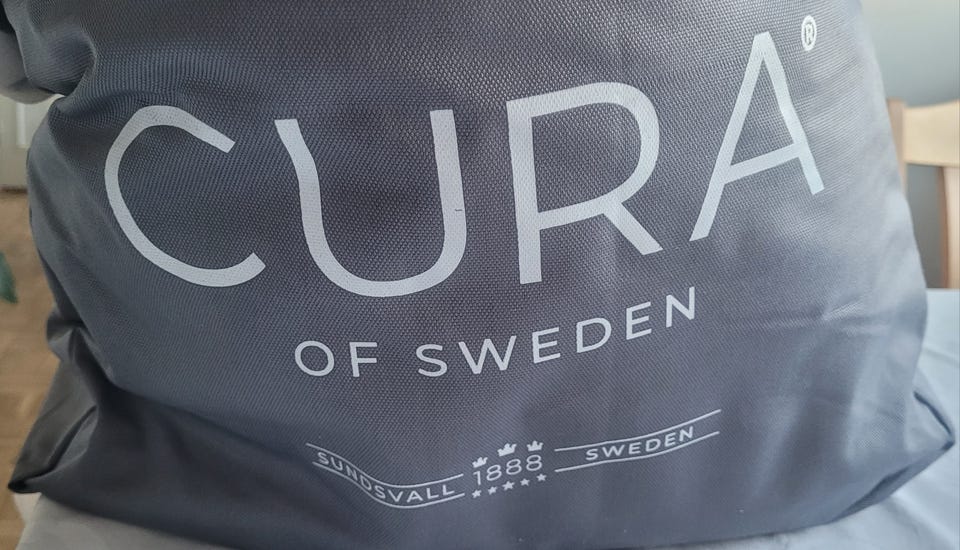 CURA®
OF SWEDEN
SUNDSVALL 1888 SWEDEN